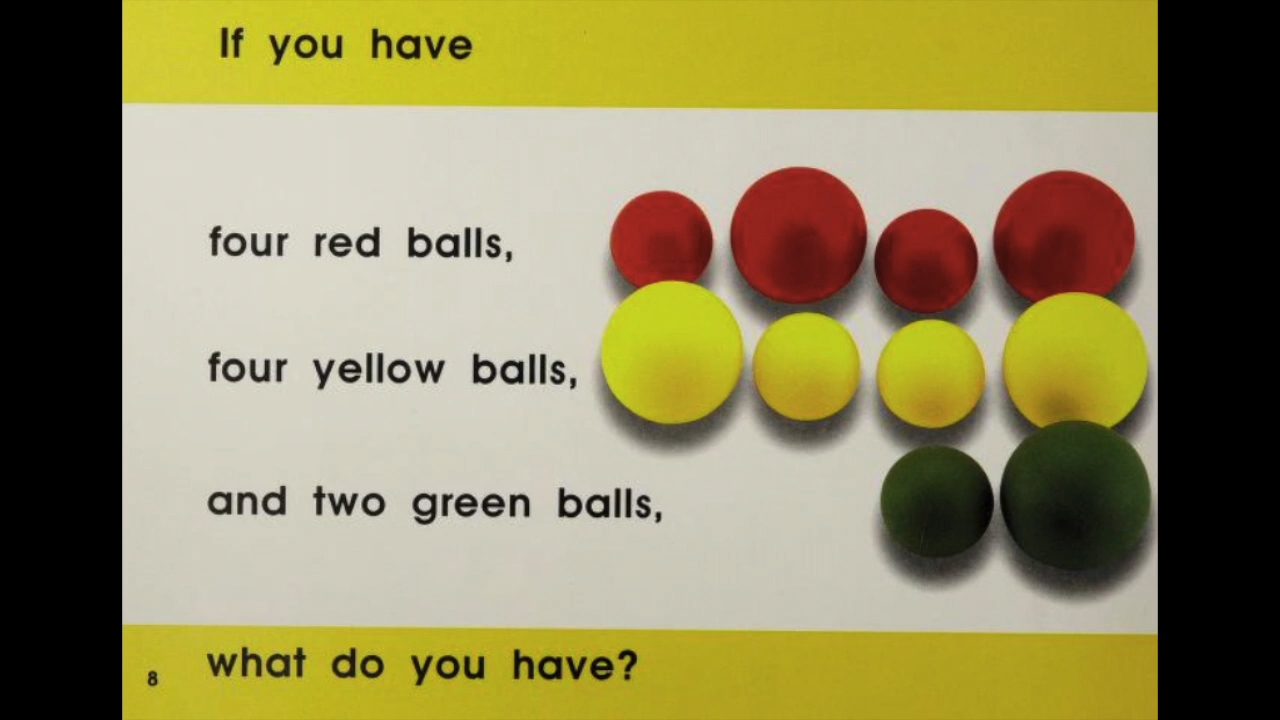 If you have
four red balls,
four yellow balls,
and two green balls,
what do you have?
8